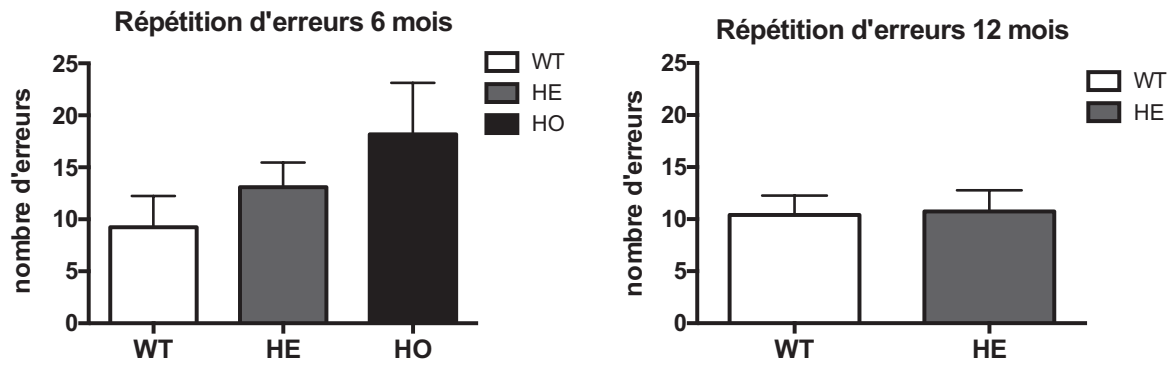 Répétition d'erreurs 6 mois
nombre d'erreurs
25
20
15
10
5
0
WT
HE
HO
WT
HE
HO
Répétition d'erreurs 12 mois
nombre d'erreurs
25
20
15
10
5
0
WT
HE
WT
HE